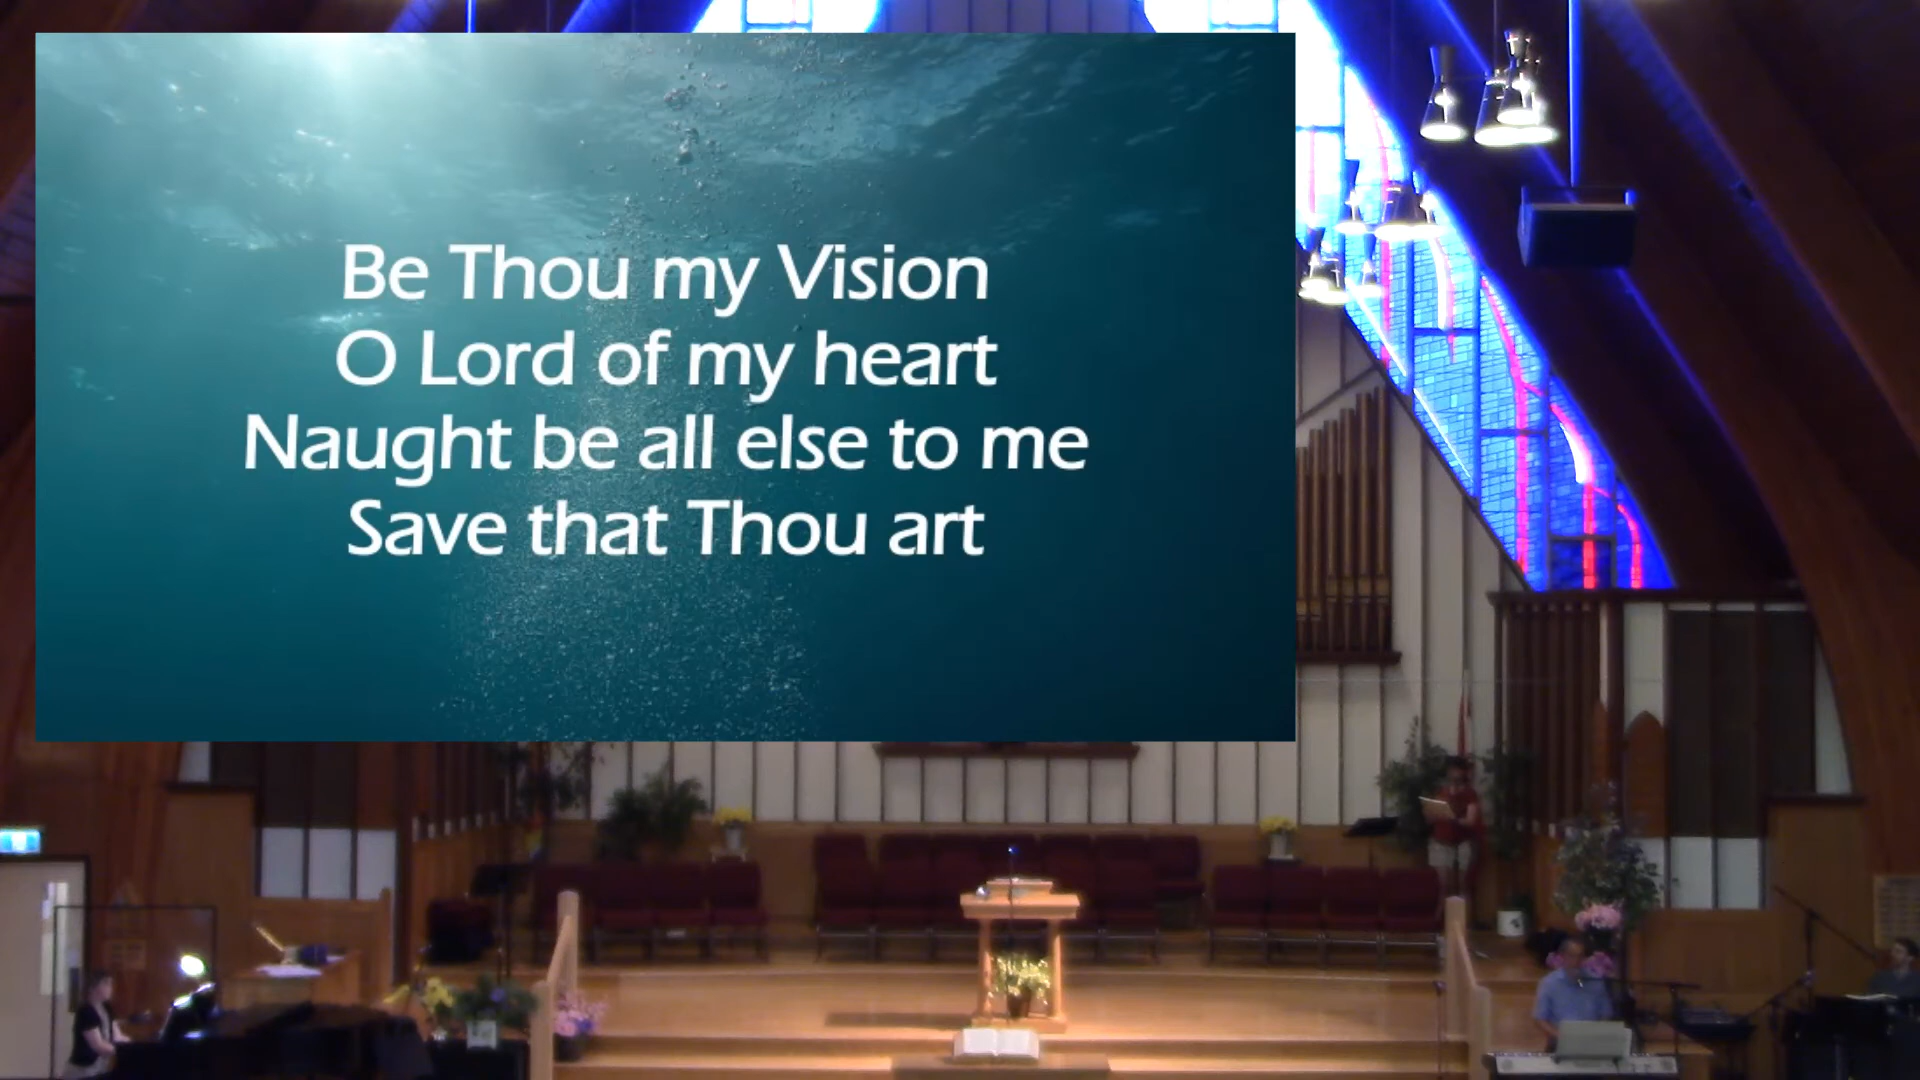 Be Thou my Vision
O Lord of my heart
Naught be all else to me
Save that Thou art